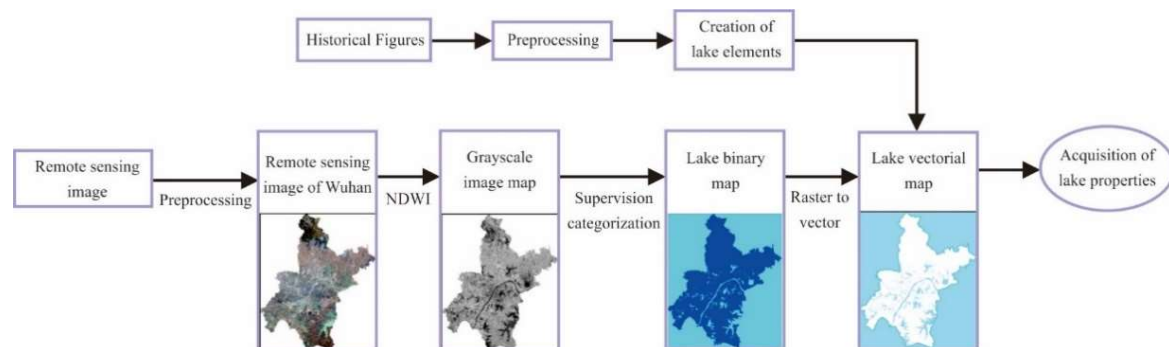 Historical Figures
Preprocessing
Creation of
lake elements
Remote sensing
image
Preprocessing
Remote sensing
image of Wuhan
NDWI
Grayscale
image map
Supervision
categorization
Lake binary
map
Raster to
vector
Lake vectorial
map
Acquisition of
lake properties